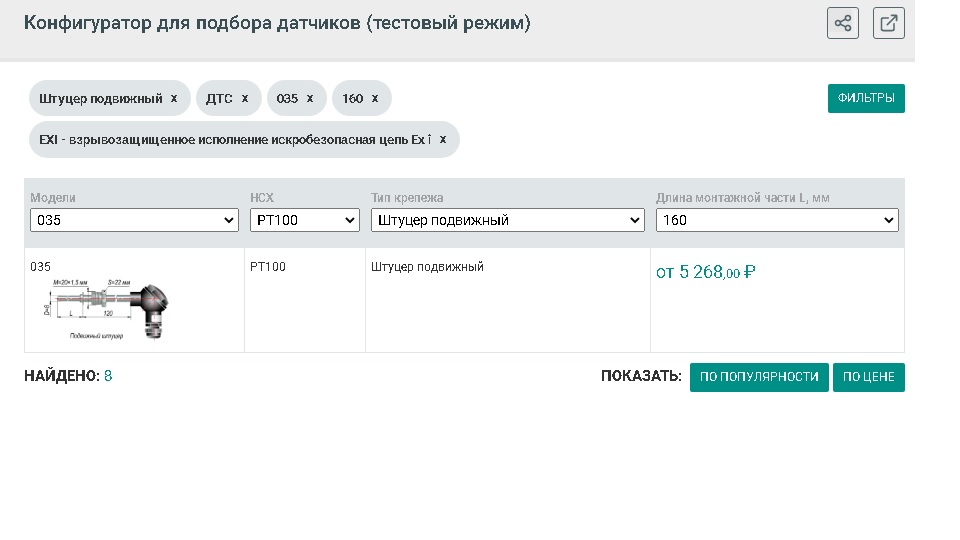 Конфигуратор для подбора датчиков (тестовый режим)
Штуцер подвижный x ДТС x 035 x 160 x
ФИЛЬТРЫ
EXI - взрывозащищенное исполнение искробезопасная цепь Ex i x
Модели НСХ Тип крепежа Длина монтажной части L, мм
035 PT100 Штуцер подвижный 160
035 PT100 Штуцер подвижный от 5 268,00 ₽
M=20×1,5 мм S=22 мм
D=8
L 120
Подвижный штуцер
НАЙДЕНО: 8 ПОКАЗАТЬ: ПО ПОПУЛЯРНОСТИ ПО ЦЕНЕ